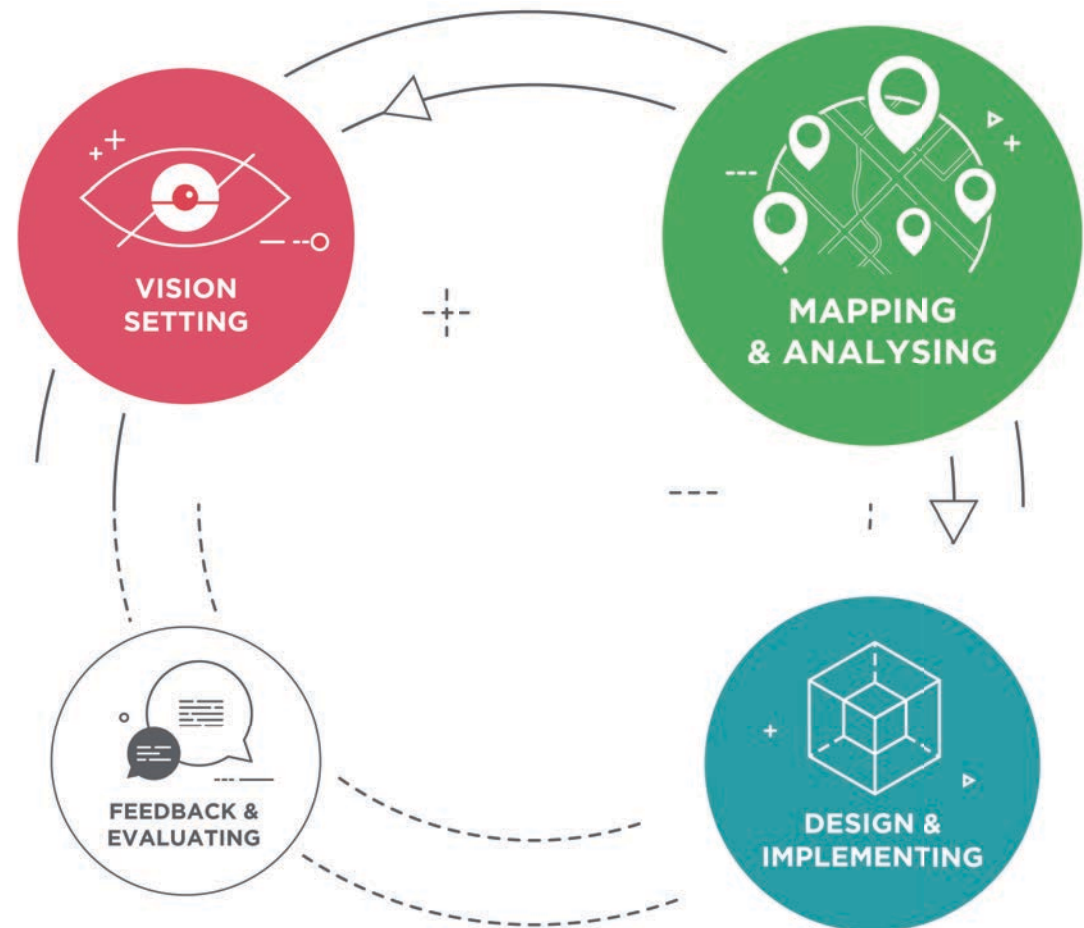 VISION
SETTING
MAPPING
& ANALYSING
FEEDBACK &
EVALUATING
DESIGN &
IMPLEMENTING